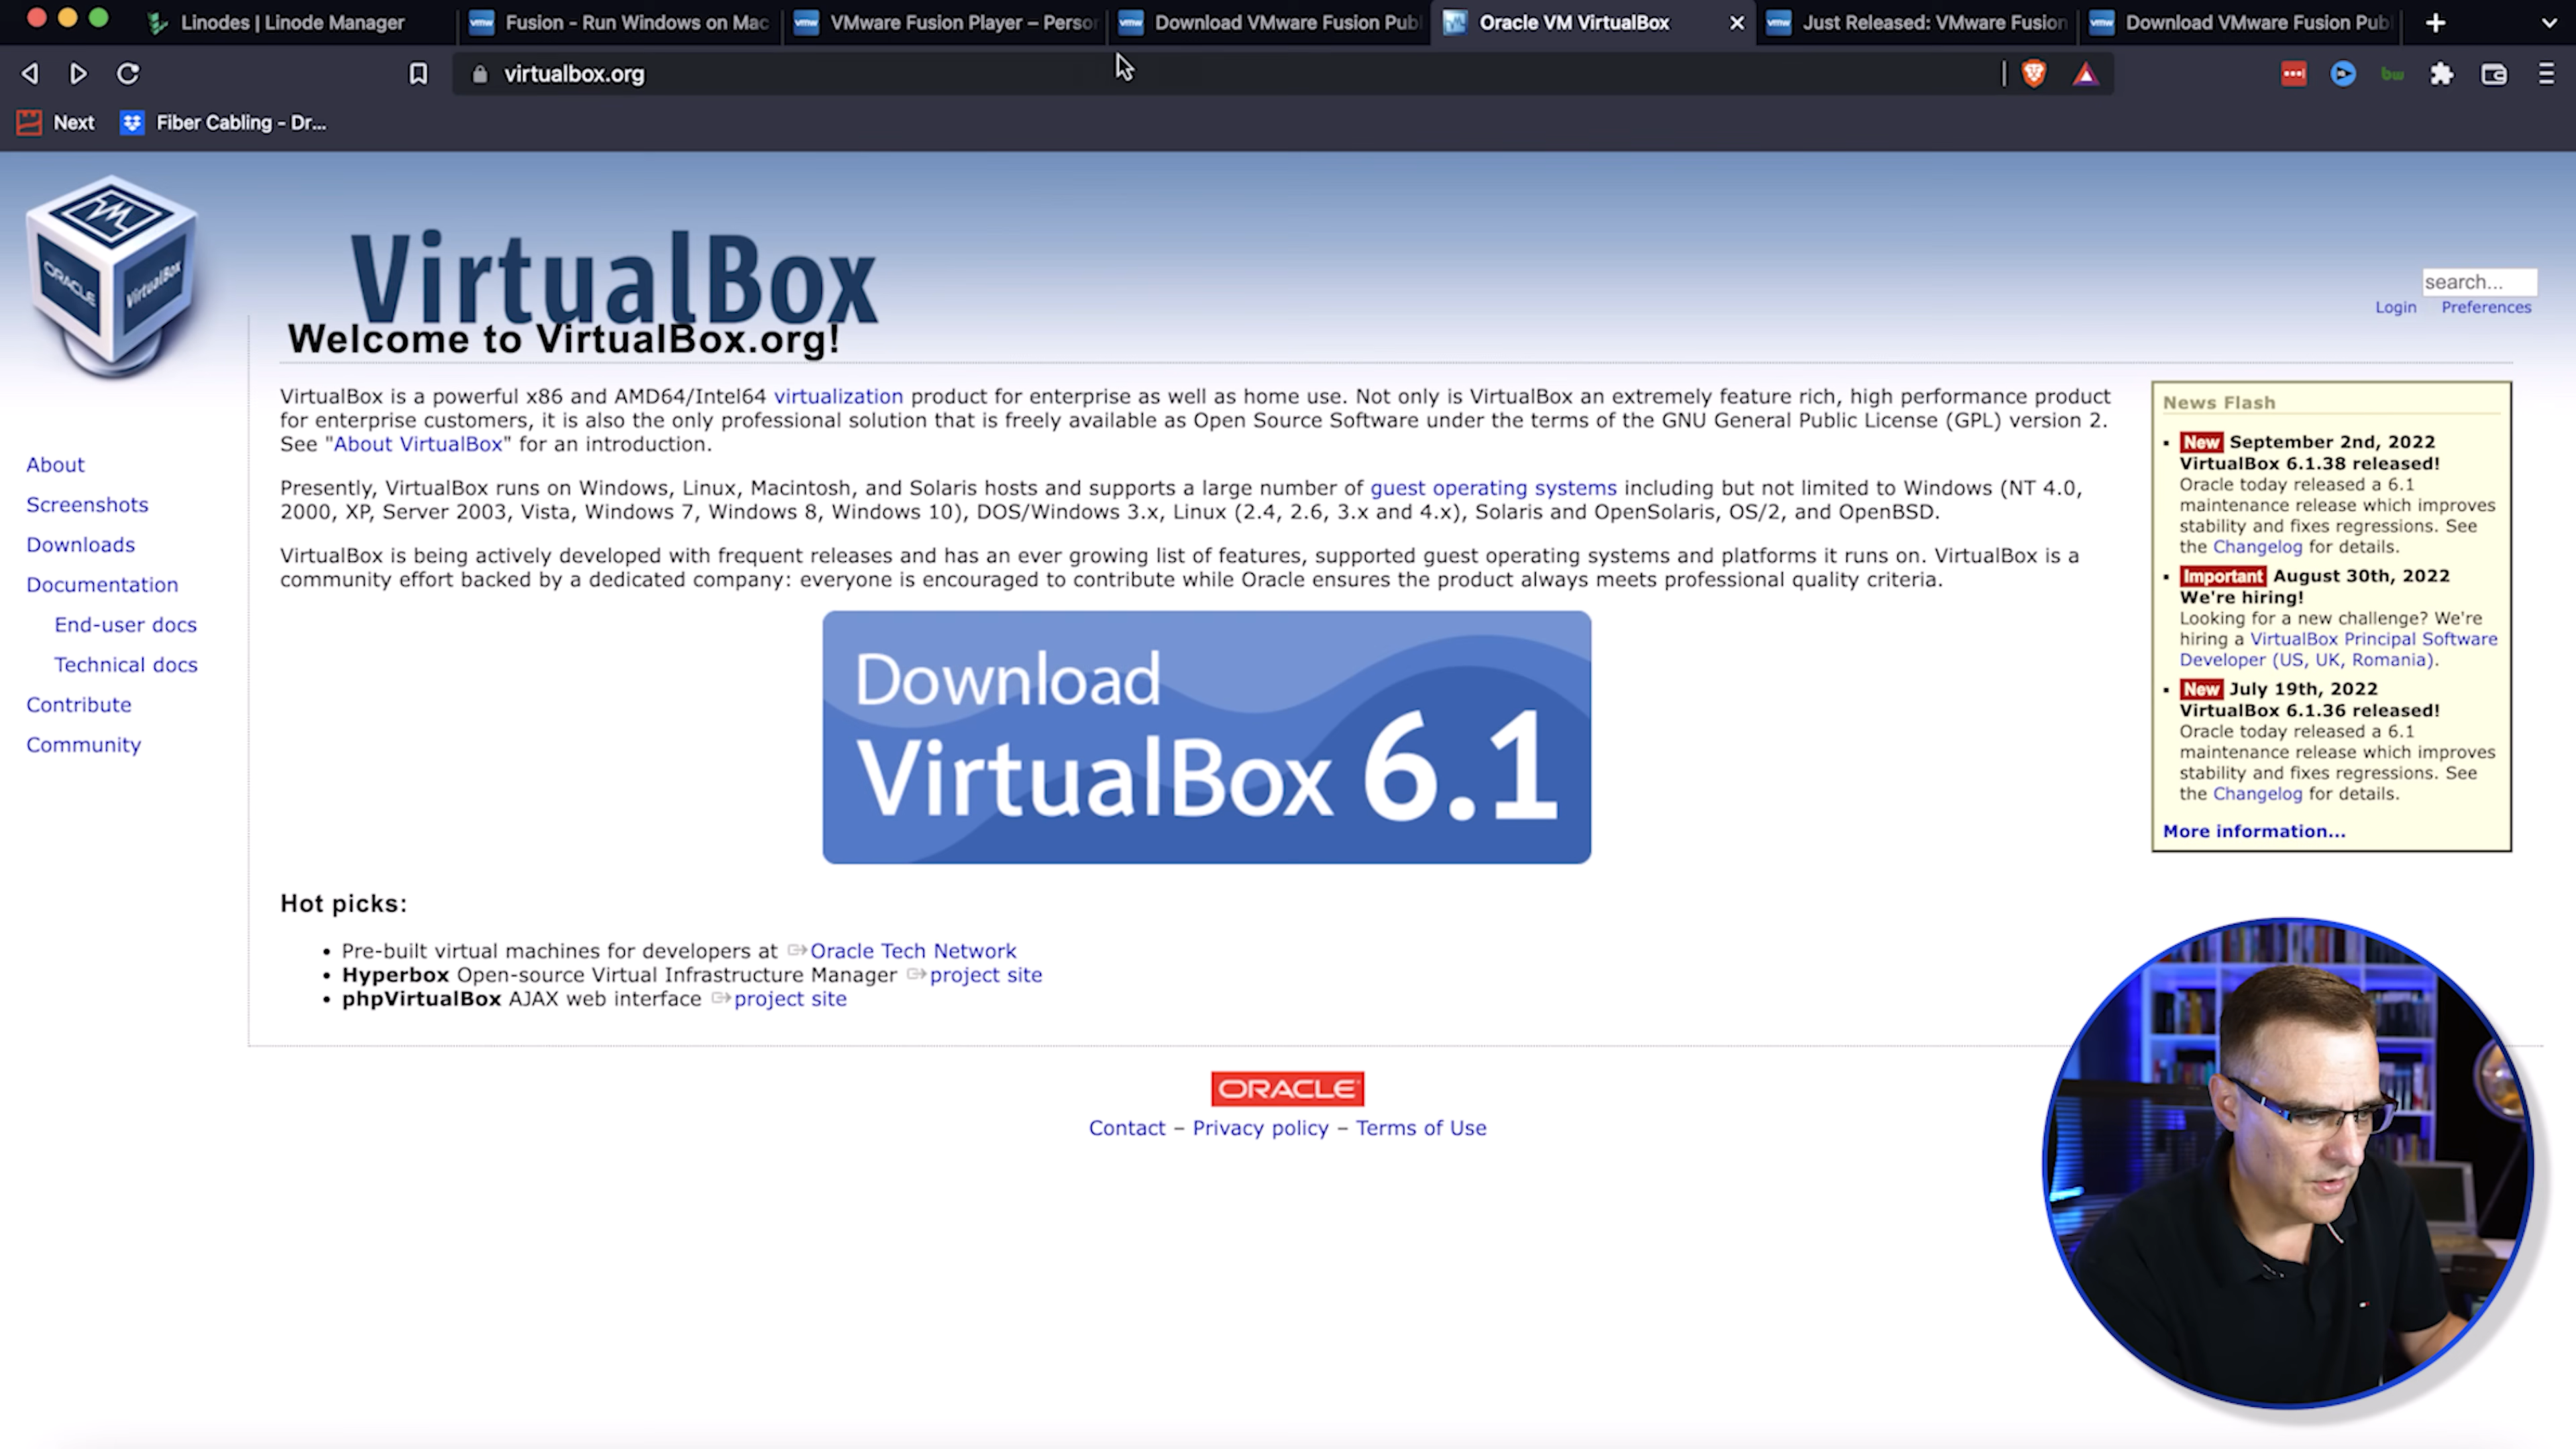 Linodes | Linode Manager
Fusion - Run Windows on Mac
VMware Fusion Player – Perso
Download VMware Fusion Publ
Oracle VM VirtualBox
Just Released: VMware Fusion
Download VMware Fusion Publ
virtualbox.org
Next
Fiber Cabling - Dr...
ORACLE
VirtualBox
VirtualBox
search...
Login Preferences
Welcome to VirtualBox.org!
VirtualBox is a powerful x86 and AMD64/Intel64 virtualization product for enterprise as well as home use. Not only is VirtualBox an extremely feature rich, high performance product
for enterprise customers, it is also the only professional solution that is freely available as Open Source Software under the terms of the GNU General Public License (GPL) version 2.
See "About VirtualBox" for an introduction.
Presently, VirtualBox runs on Windows, Linux, Macintosh, and Solaris hosts and supports a large number of guest operating systems including but not limited to Windows (NT 4.0,
2000, XP, Server 2003, Vista, Windows 7, Windows 8, Windows 10), DOS/Windows 3.x, Linux (2.4, 2.6, 3.x and 4.x), Solaris and OpenSolaris, OS/2, and OpenBSD.
VirtualBox is being actively developed with frequent releases and has an ever growing list of features, supported guest operating systems and platforms it runs on. VirtualBox is a
community effort backed by a dedicated company: everyone is encouraged to contribute while Oracle ensures the product always meets professional quality criteria.
About
Screenshots
Downloads
Documentation
End-user docs
Technical docs
Contribute
Community
Download
VirtualBox 6.1
News Flash
New September 2nd, 2022
VirtualBox 6.1.38 released!
Oracle today released a 6.1
maintenance release which improves
stability and fixes regressions. See
the Changelog for details.
Important August 30th, 2022
We're hiring!
Looking for a new challenge? We're
hiring a VirtualBox Principal Software
Developer (US, UK, Romania).
New July 19th, 2022
VirtualBox 6.1.36 released!
Oracle today released a 6.1
maintenance release which improves
stability and fixes regressions. See
the Changelog for details.
More information...
Hot picks:
Pre-built virtual machines for developers at Oracle Tech Network
Hyperbox Open-source Virtual Infrastructure Manager project site
phpVirtualBox AJAX web interface project site
ORACLE
Contact – Privacy policy – Terms of Use